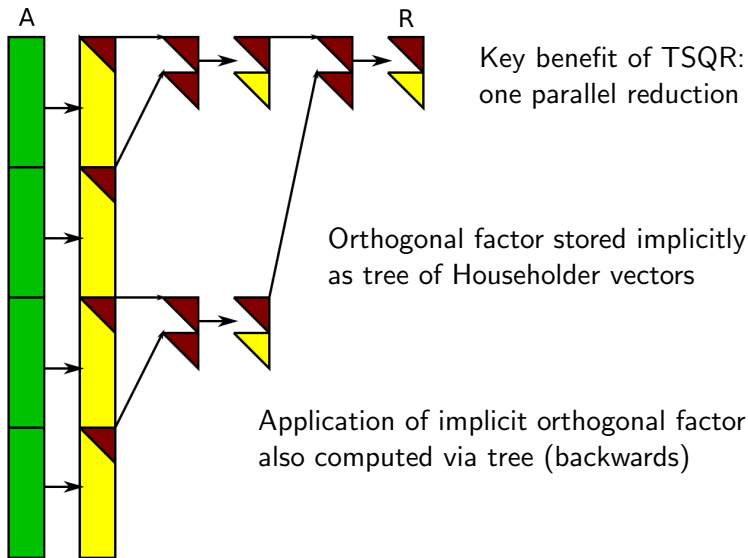 A
R
Key benefit of TSQR:
one parallel reduction
Orthogonal factor stored implicitly
as tree of Householder vectors
Application of implicit orthogonal factor
also computed via tree (backwards)